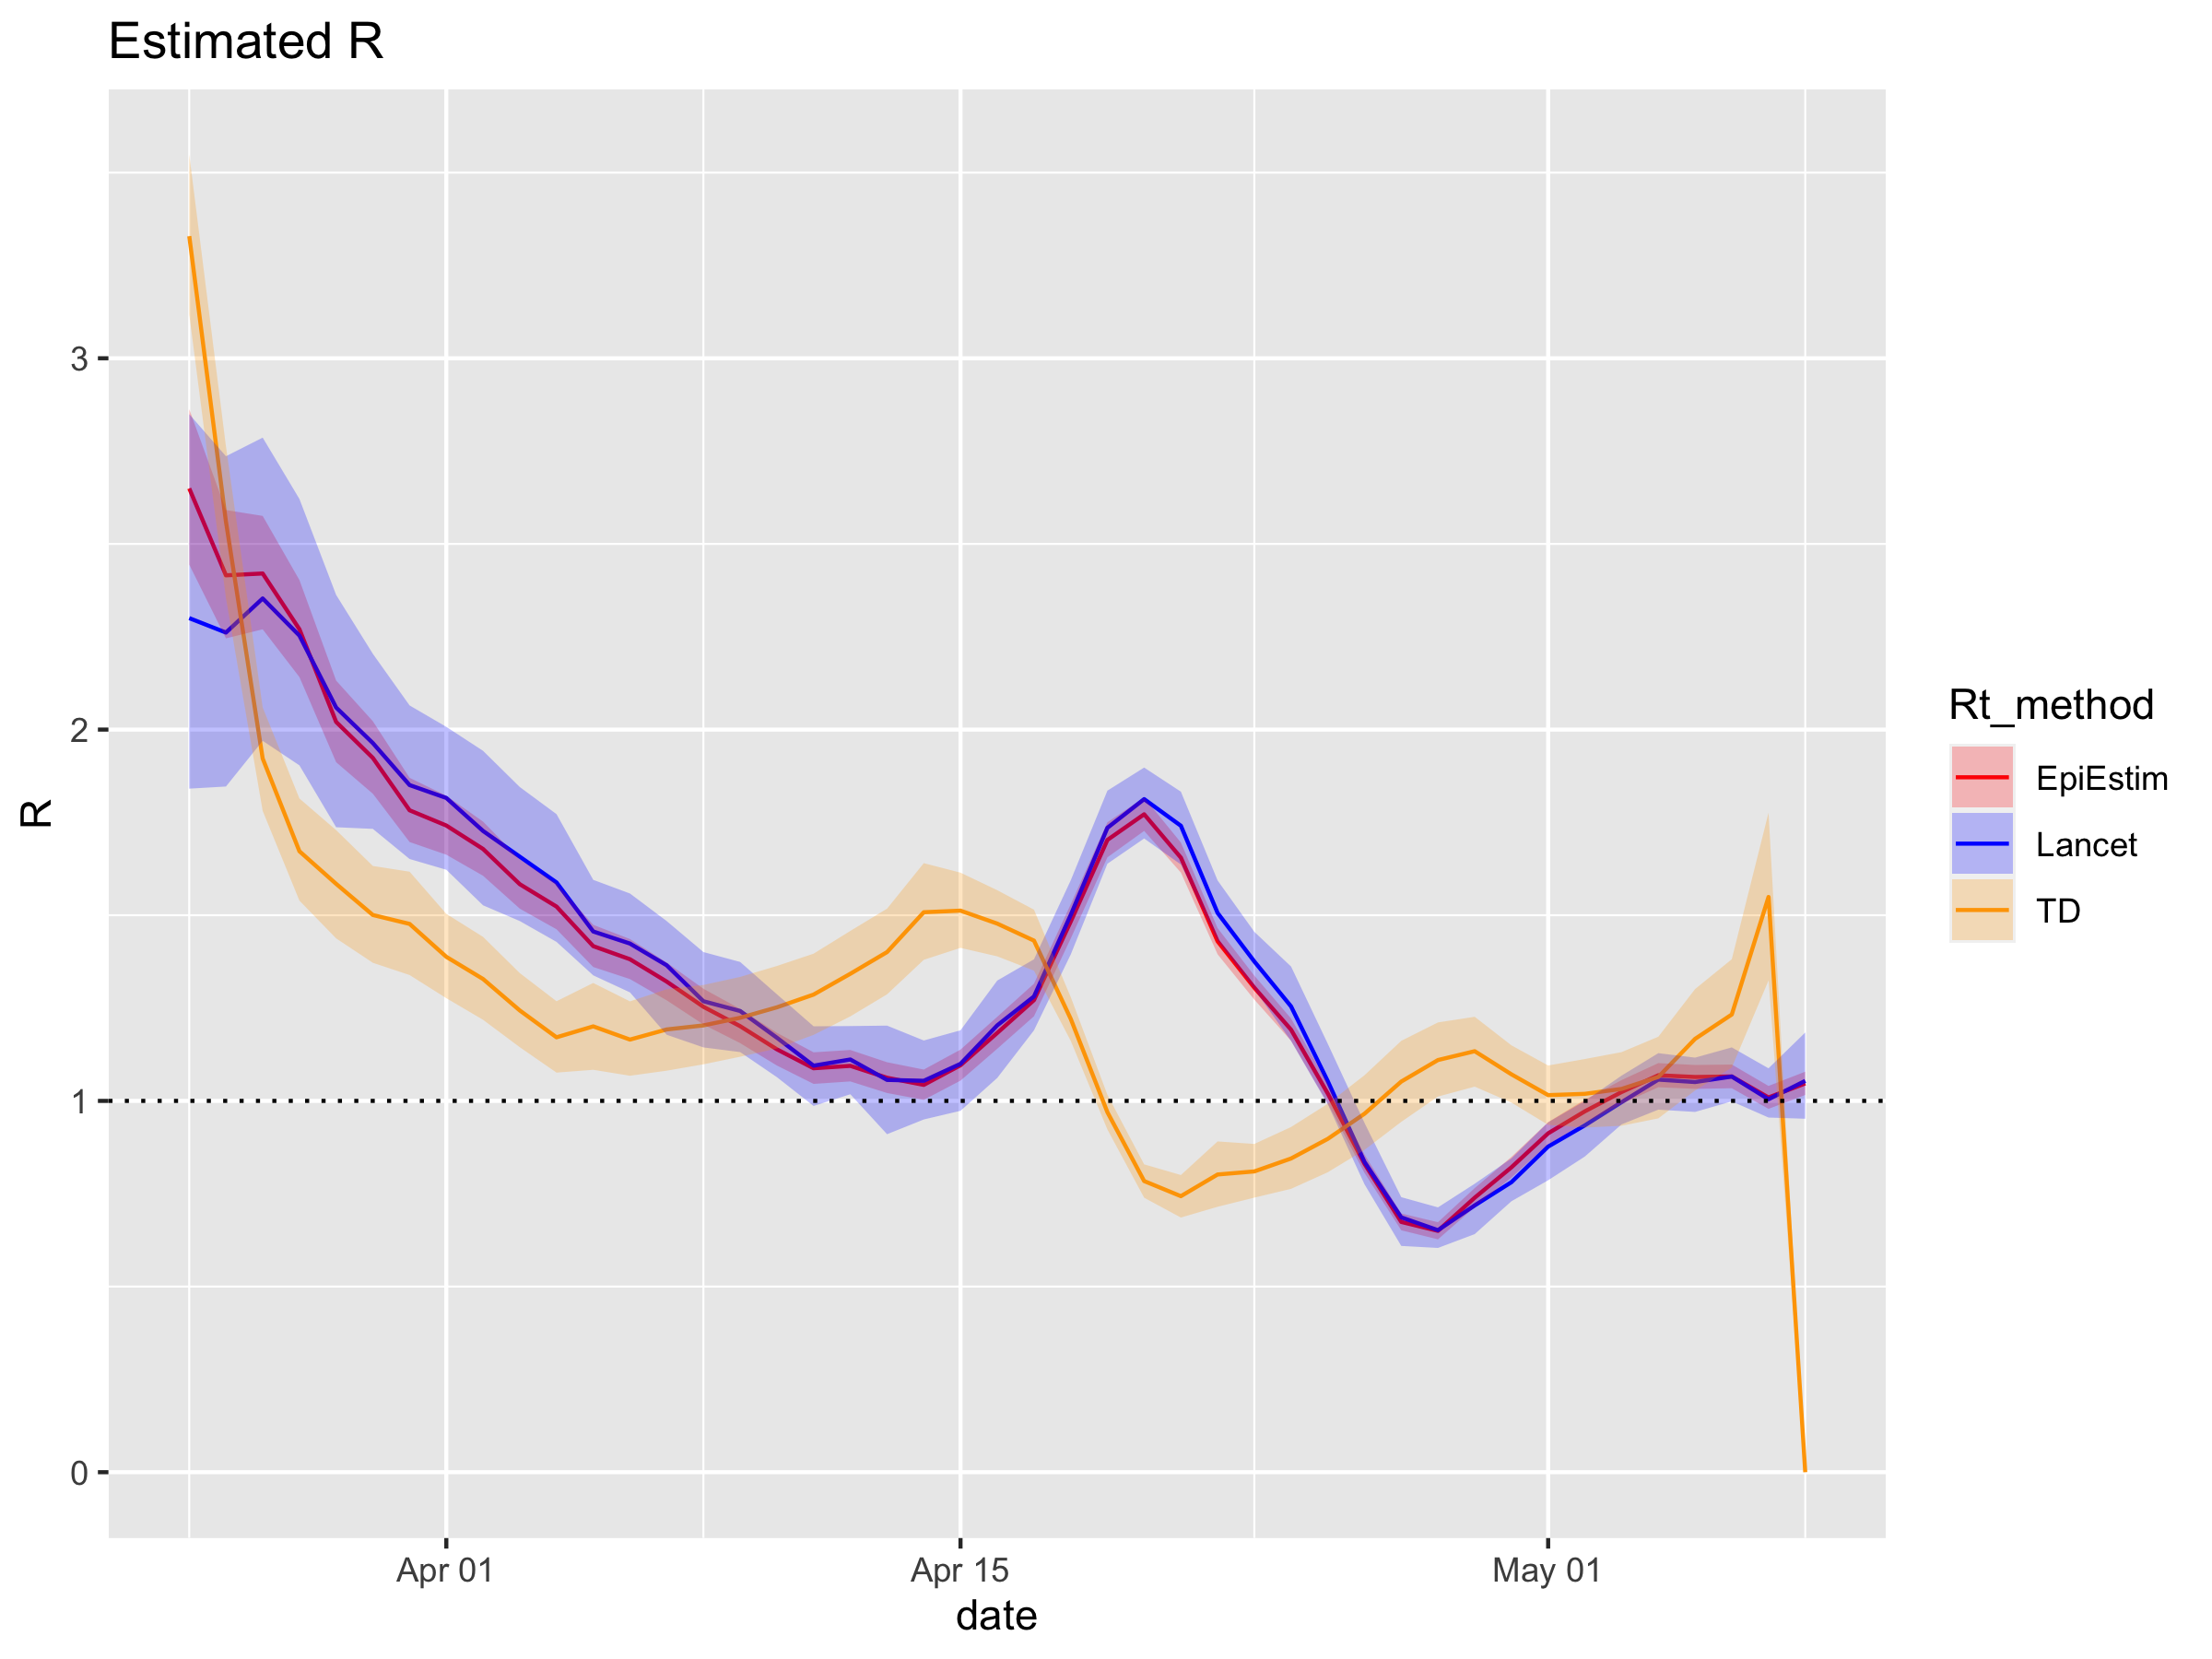 Estimated R
3
2
1
0
R
Apr 01
Apr 15
May 01
date
Rt_method
EpiEstim
Lancet
TD